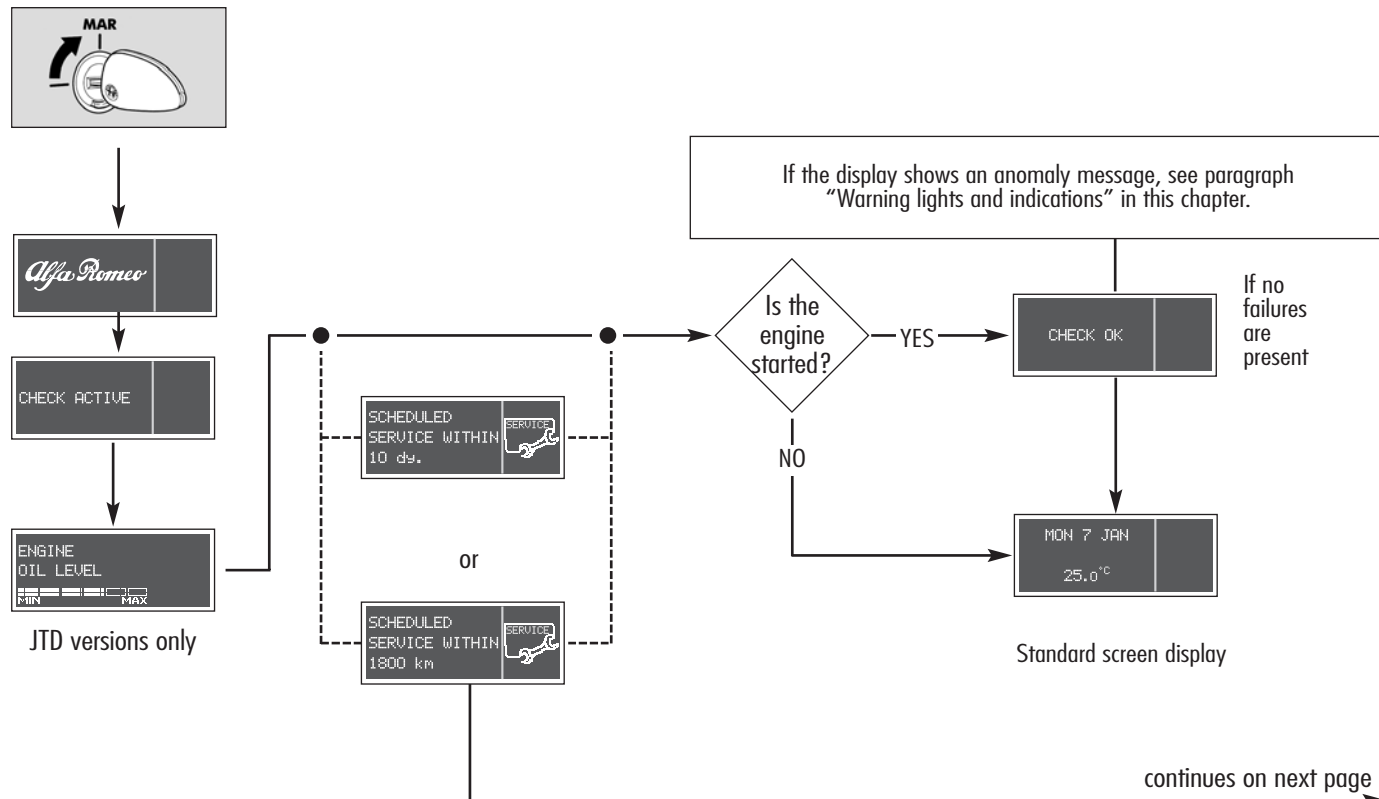 MAR
Alfa Romeo
CHECK ACTIVE
ENGINE
OIL LEVEL
MIN MAX
JTD versions only
SCHEDULED
SERVICE WITHIN
10 dy.
SERVICE
or
SCHEDULED
SERVICE WITHIN
1800 km
SERVICE
If the display shows an anomaly message, see paragraph
“Warning lights and indications” in this chapter.
Is the
engine
started?
YES
NO
CHECK OK
If no
failures
are
present
MON 7 JAN
25.0°C
Standard screen display
continues on next page